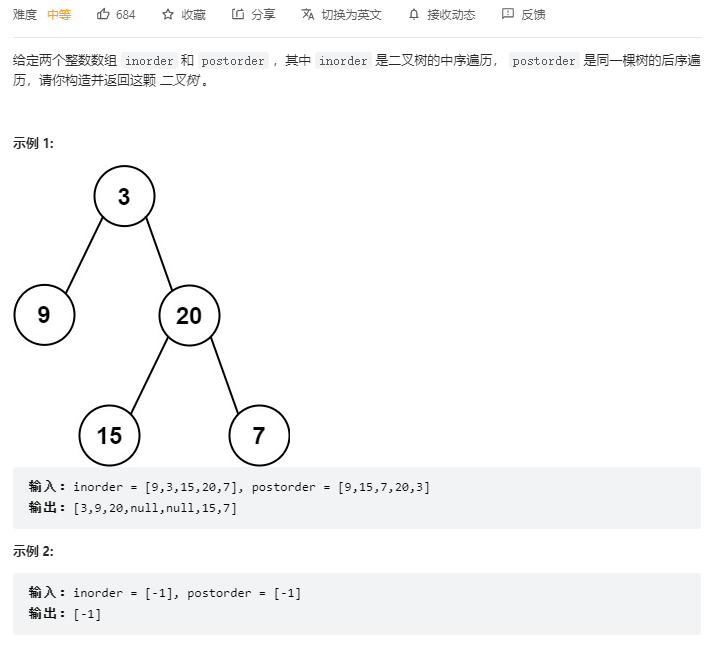 难度 中等 684 收藏 分享 切换为英文 接收动态 反馈
给定两个整数数组 inorder 和 postorder ，其中 inorder 是二叉树的中序遍历， postorder 是同一棵树的后序遍
历，请你构造并返回这颗 二叉树 。
示例 1:
3
9 20
15 7
输入：inorder = [9,3,15,20,7], postorder = [9,15,7,20,3]
输出：[3,9,20,null,null,15,7]
示例 2:
输入：inorder = [-1], postorder = [-1]
输出：[-1]